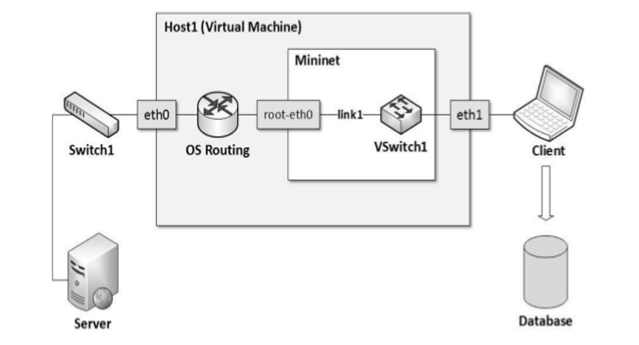 Host1 (Virtual Machine)
Mininet
eth0
root-eth0
link1
eth1
Switch1
OS Routing
VSwitch1
Client
Server
Database